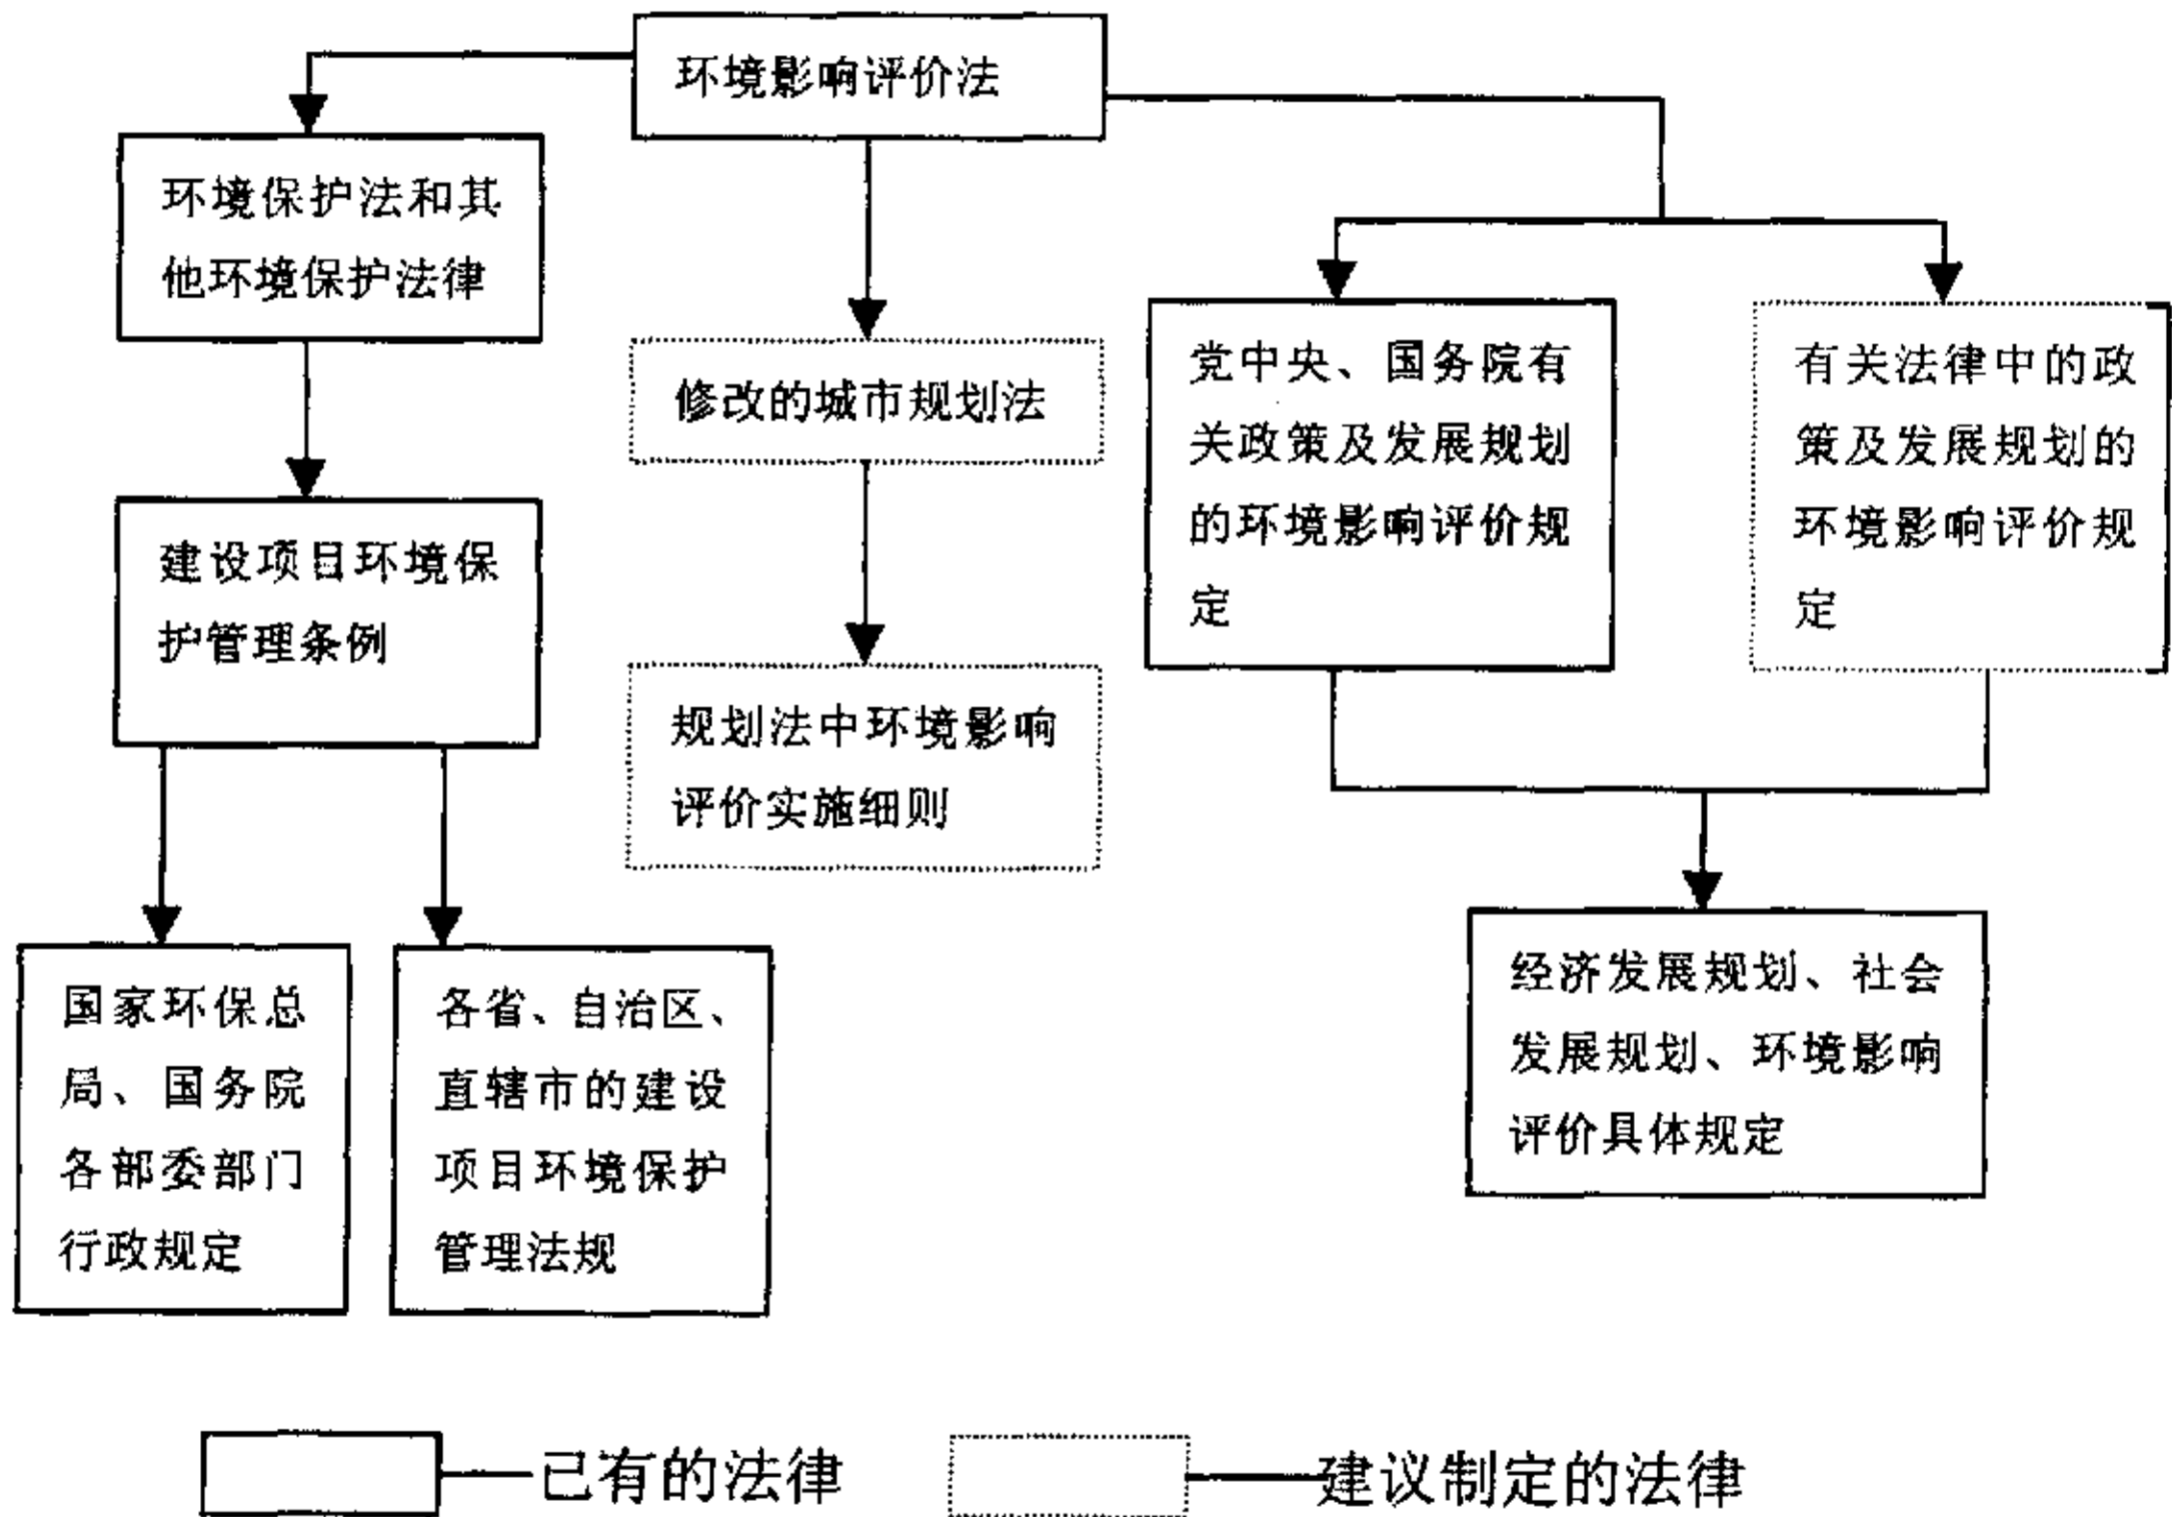 环境影响评价法
环境保护法和其
他环境保护法律
修改的城市规划法
党中央、国务院有
关政策及发展规划
的环境影响评价规
定
有关法律中的政
策及发展规划的
环境影响评价规
定
建设项目环境保
护管理条例
规划法中环境影响
评价实施细则
国家环保总
局、国务院
各部委部门
行政规定
各省、自治区、
直辖市的建设
项目环境保护
管理法规
经济发展规划、社会
发展规划、环境影响
评价具体规定
已有的法律
建议制定的法律